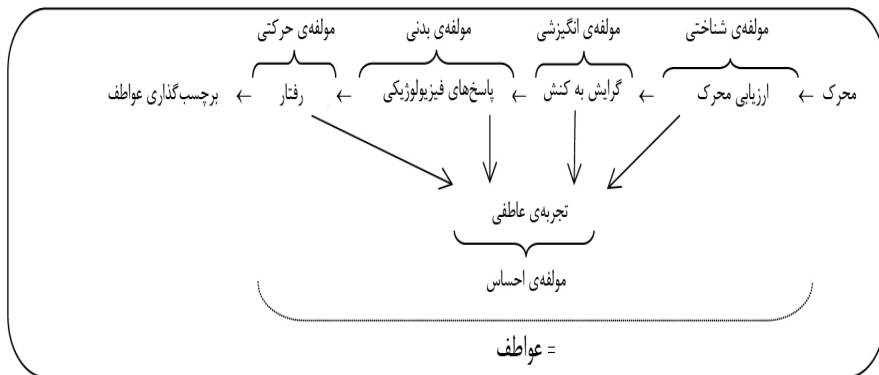 مولفه‌ی شناختی مولفه‌ی انگیزشی مولفه‌ی بدنی مولفه‌ی حرکتی
محرک ← ارزیابی محرک ← گرایش به کنش ← پاسخ‌های فیزیولوژیکی ← رفتار ← برچسب‌گذاری عواطف
تجربه‌ی عاطفی
مولفه‌ی احساس
= عواطف